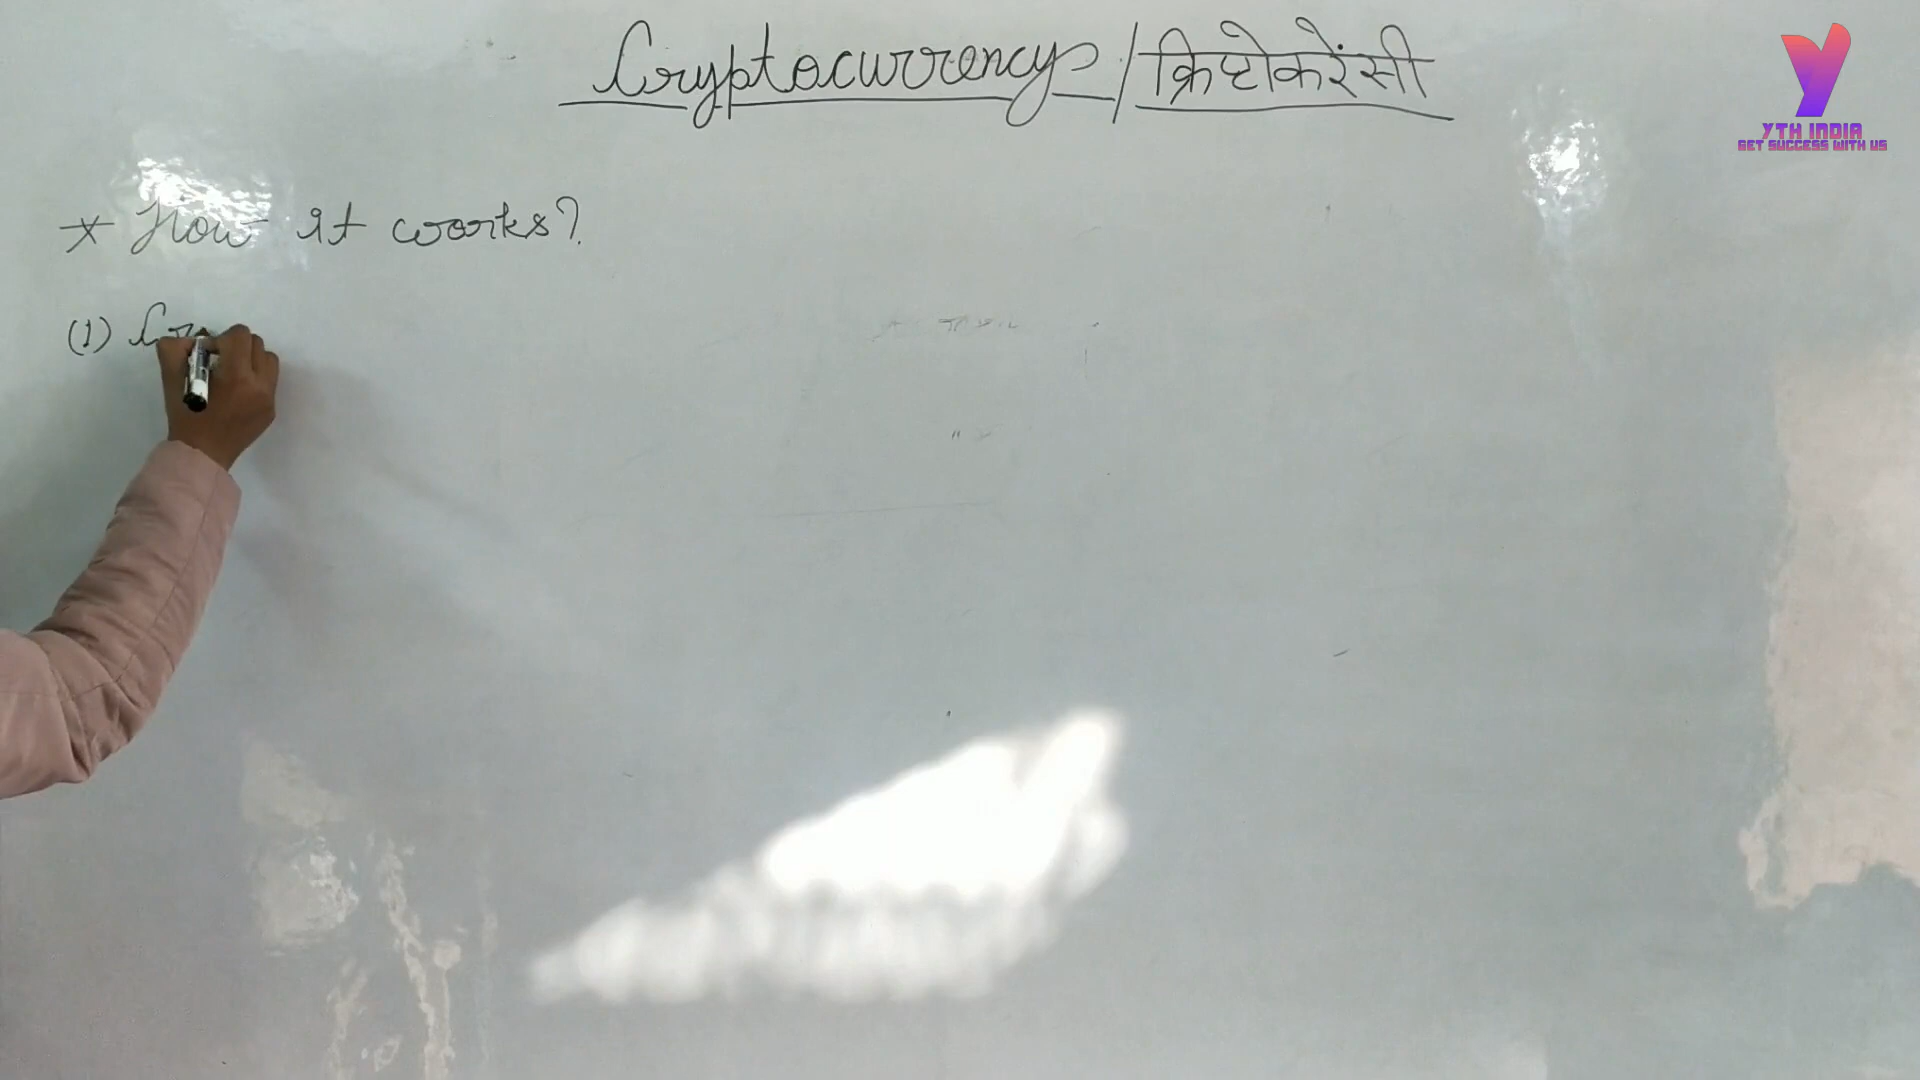 Cryptocurrency / क्रिप्टोकरेंसी
YTH INDIA
GET SUCCESS WITH US
* How it works?
(1)